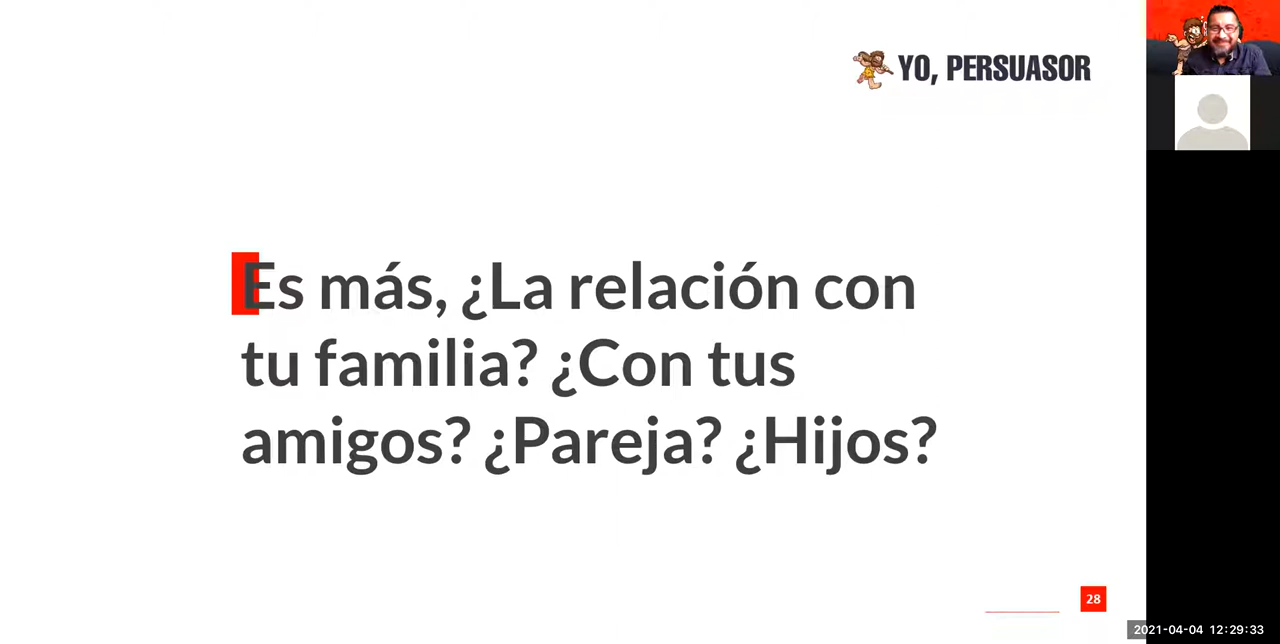 YO, PERSUASOR
Es más, ¿La relación con
tu familia? ¿Con tus
amigos? ¿Pareja? ¿Hijos?
28
2021-04-04 12:29:33